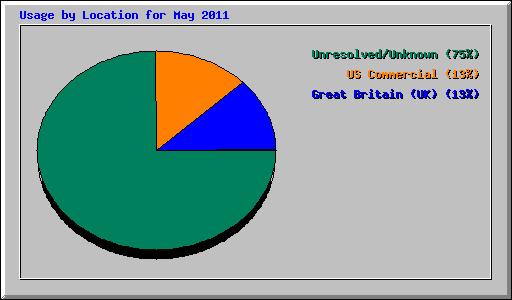 Usage by Location for May 2011
Unresolved/Unknown (75%)
US Commercial (13%)
Great Britain (UK) (13%)